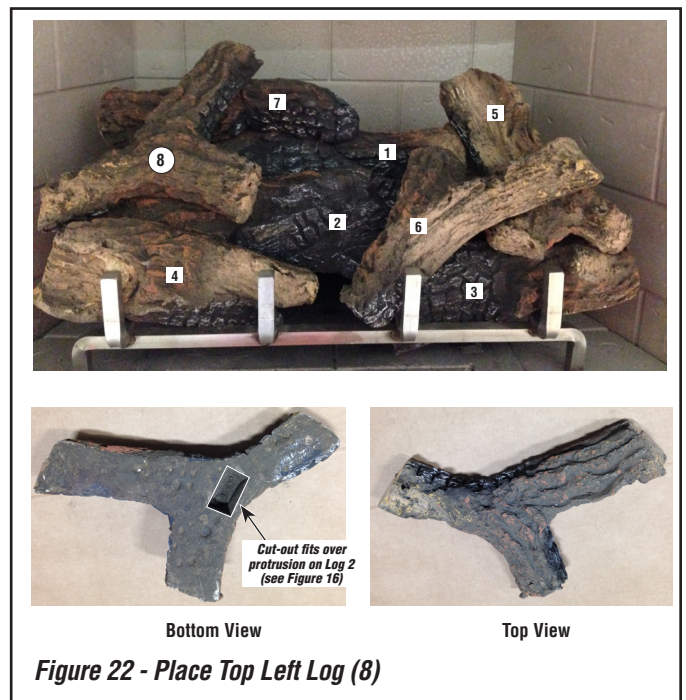 7
5
1
8
2
6
4
3
Cut-out fits over
protrusion on Log 2
(see Figure 16)
Bottom View
Top View
Figure 22 - Place Top Left Log (8)